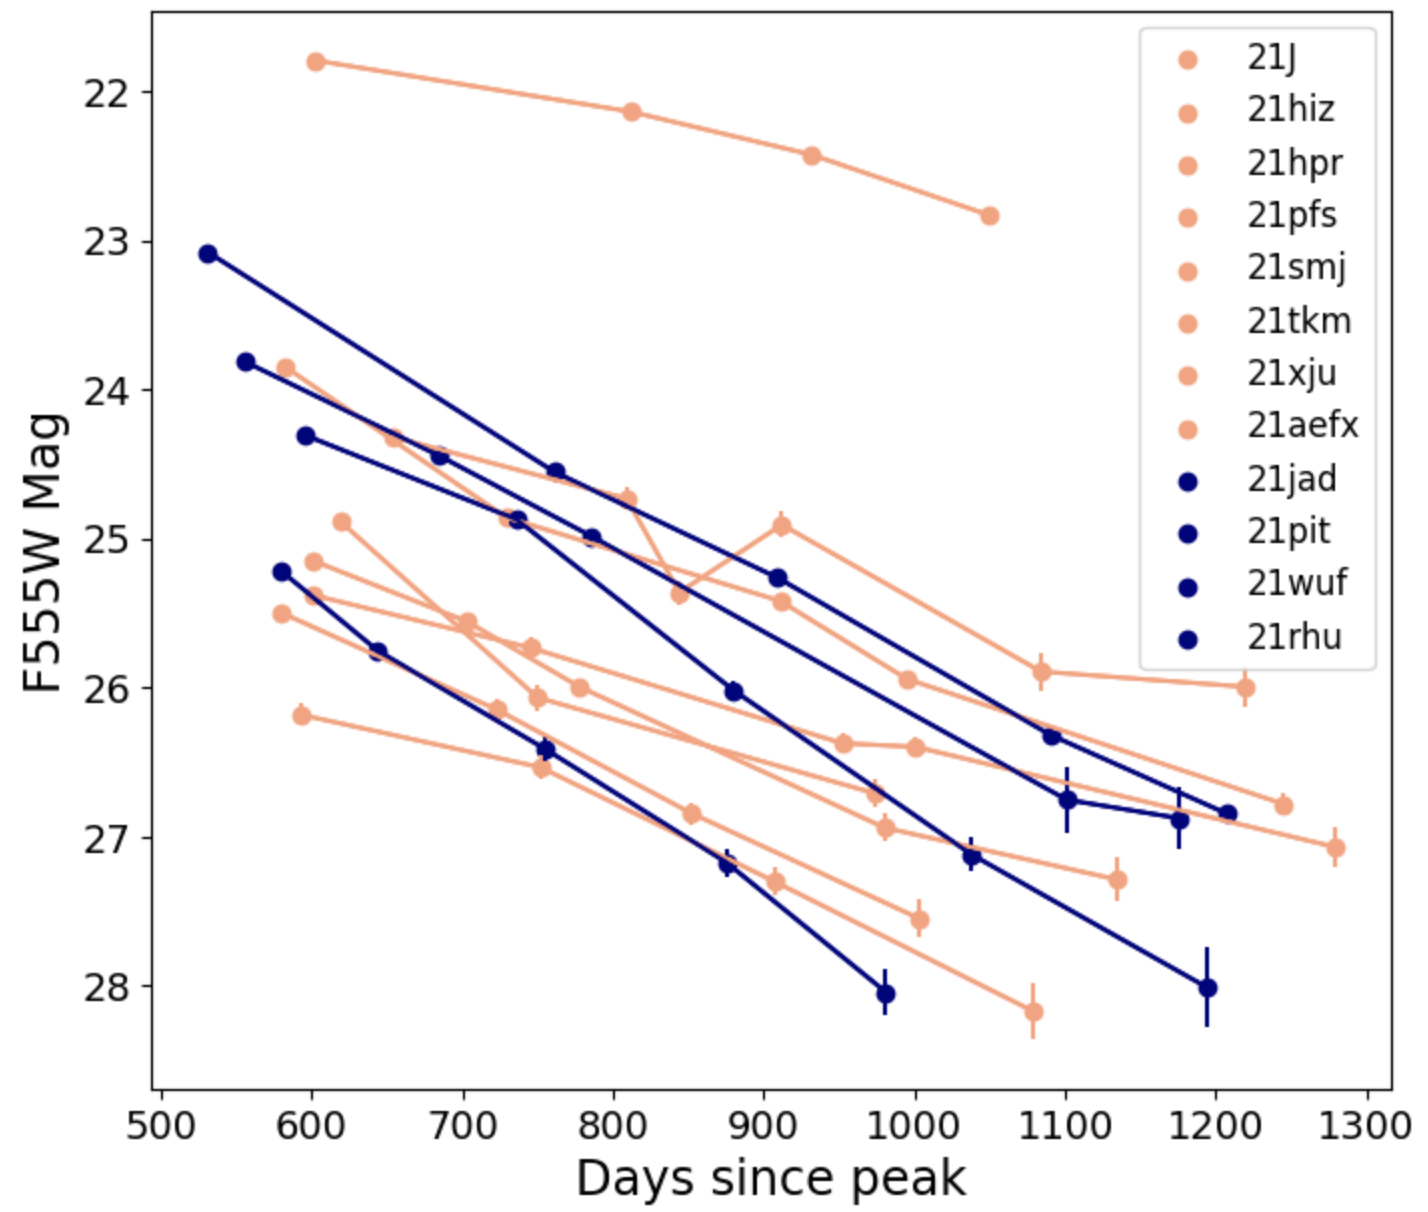 F555W Mag
22
23
24
25
26
27
28
21J
21hiz
21hpr
21pfs
21smj
21tkm
21xju
21aefx
21jad
21pit
21wuf
21rhu
500 600 700 800 900 1000 1100 1200 1300
Days since peak